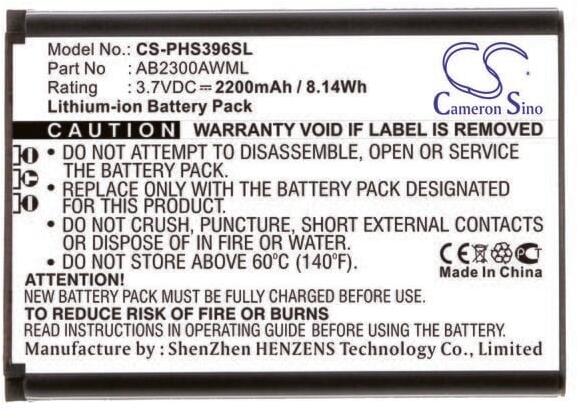 Model No.: CS-PHS396SL
Part No : AB2300AWML
Rating : 3.7VDC⎓2200mAh / 8.14Wh
Lithium-ion Battery Pack
CS
Cameron Sino
CAUTION WARRANTY VOID IF LABEL IS REMOVED
• DO NOT ATTEMPT TO DISASSEMBLE, OPEN OR SERVICE
THE BATTERY PACK.
• REPLACE ONLY WITH THE BATTERY PACK DESIGNATED
FOR THIS PRODUCT.
• DO NOT CRUSH, PUNCTURE, SHORT EXTERNAL CONTACTS
OR DISPOSE OF IN FIRE OR WATER.
• DO NOT STORE ABOVE 60°C (140°F).
CE PCT
Made In China
ATTENTION!
NEW BATTERY PACK MUST BE FULLY CHARGED BEFORE USE
TO REDUCE RISK OF FIRE OR BURNS
READ INSTRUCTIONS IN OPERATING GUIDE BEFORE USING THE BATTERY.
Manufacture by : ShenZhen HENZENS Technology Co., Limited